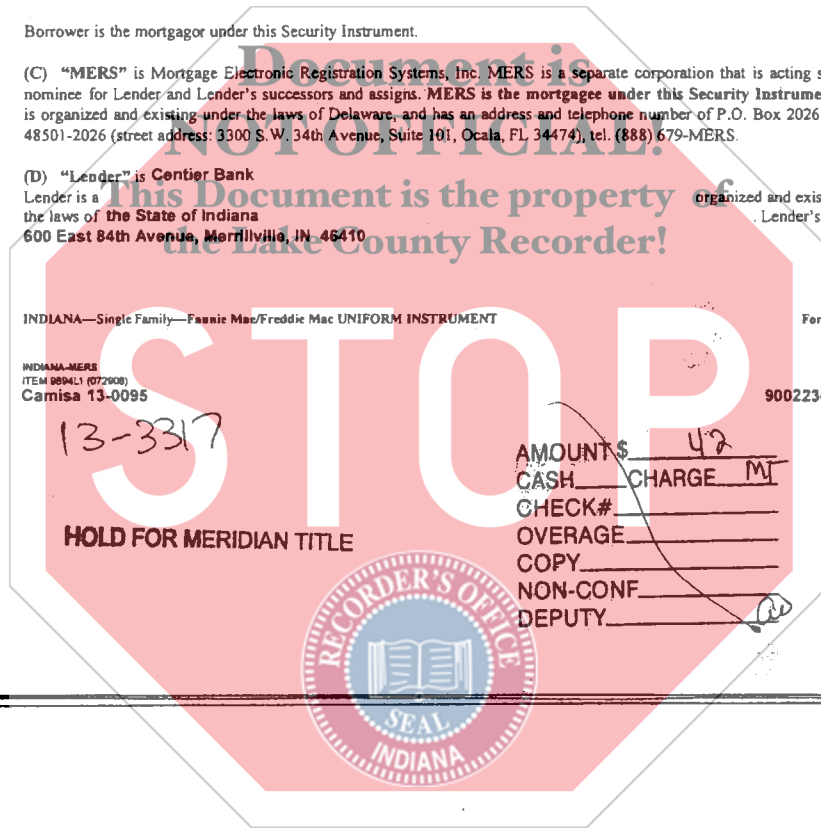 Borrower is the mortgagor under this Security Instrument.
Document is
(C) “MERS” is Mortgage Electronic Registration Systems, Inc. MERS is a separate corporation that is acting s
nominee for Lender and Lender’s successors and assigns. MERS is the mortgagee under this Security Instrume
is organized and existing under the laws of Delaware, and has an address and telephone number of P.O. Box 2026
NOT OFFICIAL!
48501-2026 (street address: 3300 S.W. 34th Avenue, Suite 101, Ocala, FL 34474), tel. (888) 679-MERS.
(D) “Lender” is Centier Bank
This Document is the property of
Lender is a organized and exis
the laws of the State of Indiana . Lender’s
the Lake County Recorder!
600 East 84th Avenue, Merrillville, IN 46410
INDIANA—Single Family—Fannie Mae/Freddie Mac UNIFORM INSTRUMENT For
STOP
INDIANA-MERS
ITEM 9894L1 (072908)
Camisa 13-0095 900223
13-3317
AMOUNT $ 42
CASH CHARGE MT
CHECK#
HOLD FOR MERIDIAN TITLE
OVERAGE
COPY
NON-CONF
DEPUTY
RECORDER'S OFFICE
SEAL
INDIANA